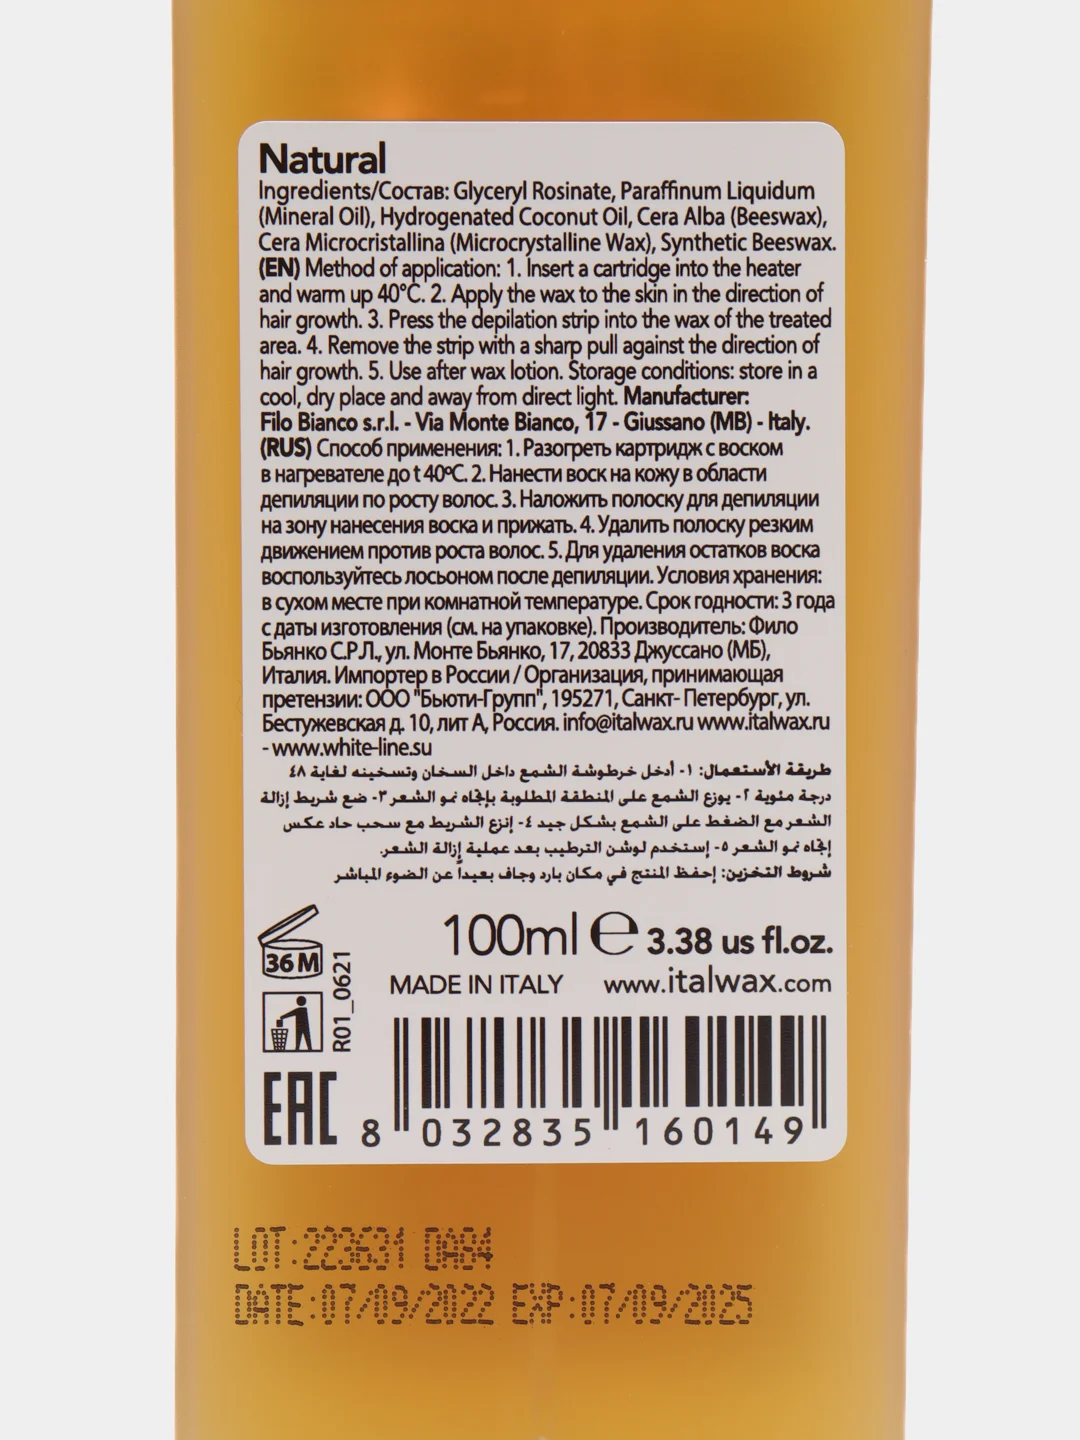 Natural
Ingredients/Состав: Glyceryl Rosinate, Paraffinum Liquidum
(Mineral Oil), Hydrogenated Coconut Oil, Cera Alba (Beeswax),
Cera Microcristallina (Microcrystalline Wax), Synthetic Beeswax.
(EN) Method of application: 1. Insert a cartridge into the heater
and warm up 40°C. 2. Apply the wax to the skin in the direction of
hair growth. 3. Press the depilation strip into the wax of the treated
area. 4. Remove the strip with a sharp pull against the direction of
hair growth. 5. Use after wax lotion. Storage conditions: store in a
cool, dry place and away from direct light. Manufacturer:
Filo Bianco s.r.l. - Via Monte Bianco, 17 - Giussano (MB) - Italy.
(RUS) Способ применения: 1. Разогреть картридж с воском
в нагревателе до t 40ºC. 2. Нанести воск на кожу в области
депиляции по росту волос. 3. Наложить полоску для депиляции
на зону нанесения воска и прижать. 4. Удалить полоску резким
движением против роста волос. 5. Для удаления остатков воска
воспользуйтесь лосьоном после депиляции. Условия хранения:
в сухом месте при комнатной температуре. Срок годности: 3 года
с даты изготовления (см. на упаковке). Производитель: Фило
Бьянко С.Р.Л., ул. Монте Бьянко, 17, 20833 Джуссано (МБ),
Италия. Импортер в России / Организация, принимающая
претензии: ООО "Бьюти-Групп", 195271, Санкт- Петербург, ул.
Бестужевская д. 10, лит А, Россия. info@italwax.ru www.italwax.ru
- www.white-line.su
طريقة الأستعمال: ١- أدخل خرطوشة الشمع داخل السخان وتسخينه لغاية ٤٨
درجة مئوية ٢- يوزع الشمع على المنطقة المطلوبة بإتجاه نمو الشعر ٣- ضع شريط إزالة
الشعر مع الضغط على الشمع بشكل جيد ٤- إنزع الشريط مع سحب حاد عكس
إتجاه نمو الشعر ٥- إستخدم لوشن الترطيب بعد عملية إزالة الشعر.
شروط التخزين: إحفظ المنتج في مكان بارد وجاف بعيداً عن الضوء المباشر
100ml ℮ 3.38 us fl.oz.
36 M
MADE IN ITALY www.italwax.com
R01_0621
EAC
8 032835 160149
LOT:223631 DA84
DATE:07/09/2022 EXP:07/09/2025